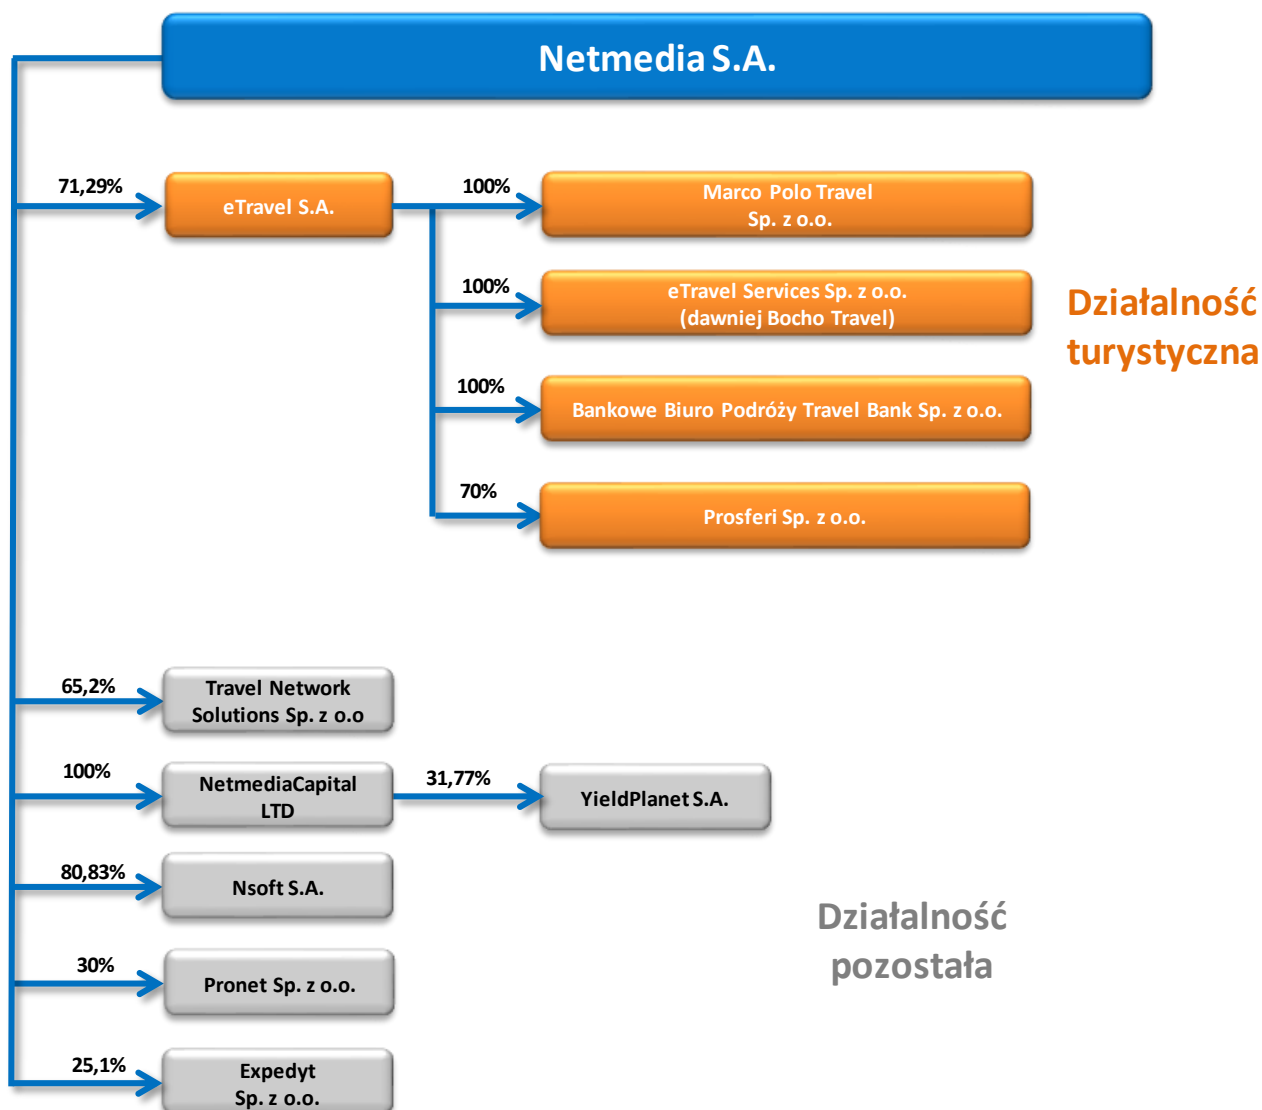 Netmedia S.A.
71,29%
eTravel S.A.
100%
Marco Polo Travel
Sp. z o.o.
100%
eTravel Services Sp. z o.o.
(dawniej Bocho Travel)
Działalność
turystyczna
100%
Bankowe Biuro Podróży Travel Bank Sp. z o.o.
70%
Prosferi Sp. z o.o.
65,2%
Travel Network
Solutions Sp. z o.o
100%
NetmediaCapital
LTD
31,77%
YieldPlanet S.A.
80,83%
Nsoft S.A.
Działalność
pozostała
30%
Pronet Sp. z o.o.
25,1%
Expedyt
Sp. z o.o.